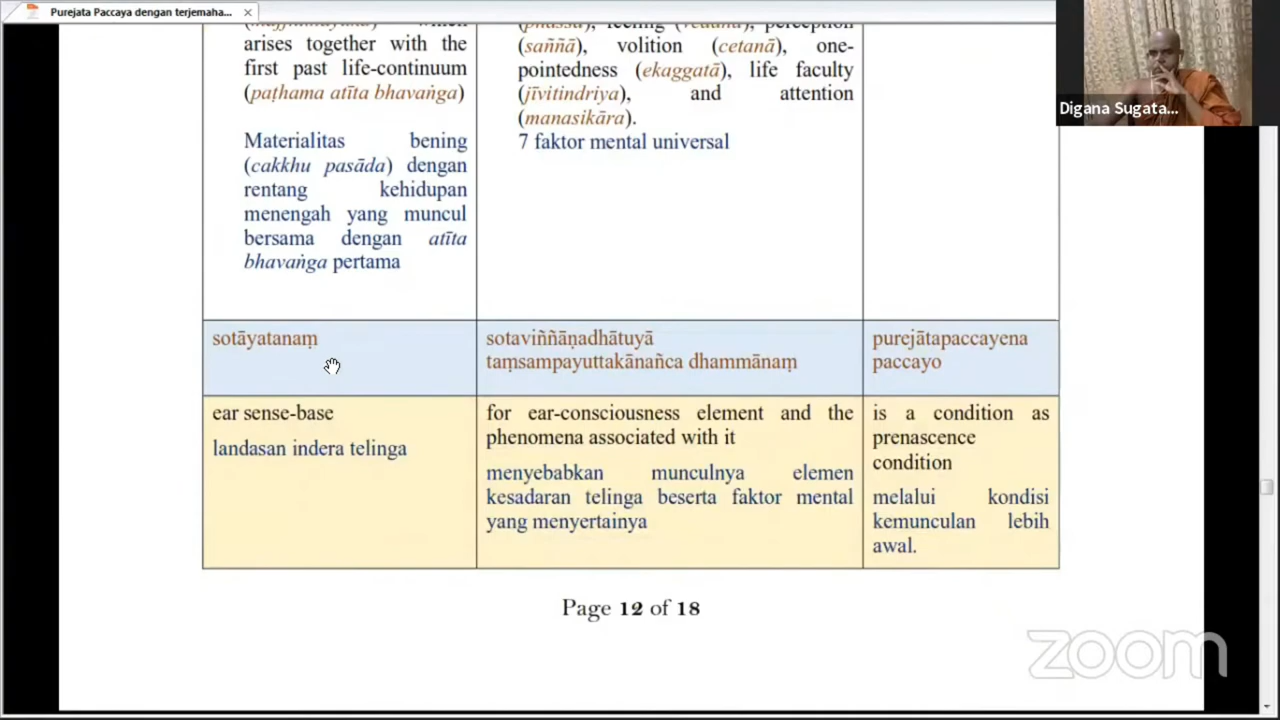 Purejata Paccaya dengan terjemaha...
arises together with the
first past life-continuum
(paṭhama atīta bhavaṅga)
Materialitas bening
(cakkhu pasāda) dengan
rentang kehidupan
menengah yang muncul
bersama dengan atīta
bhavaṅga pertama
(saññā), volition (cetanā), one-
pointedness (ekaggatā), life faculty
(jīvitindriya), and attention
(manasikāra).
7 faktor mental universal
Digana Sugata...
sotāyatanaṃ
sotaviññāṇadhātuyā
taṃsampayuttakānañca dhammānaṃ
purejātapaccayena
paccayo
ear sense-base
landasan indera telinga
for ear-consciousness element and the
phenomena associated with it
menyebabkan munculnya elemen
kesadaran telinga beserta faktor mental
yang menyertainya
is a condition as
prenascence
condition
melalui kondisi
kemunculan lebih
awal.
Page 12 of 18
zoom